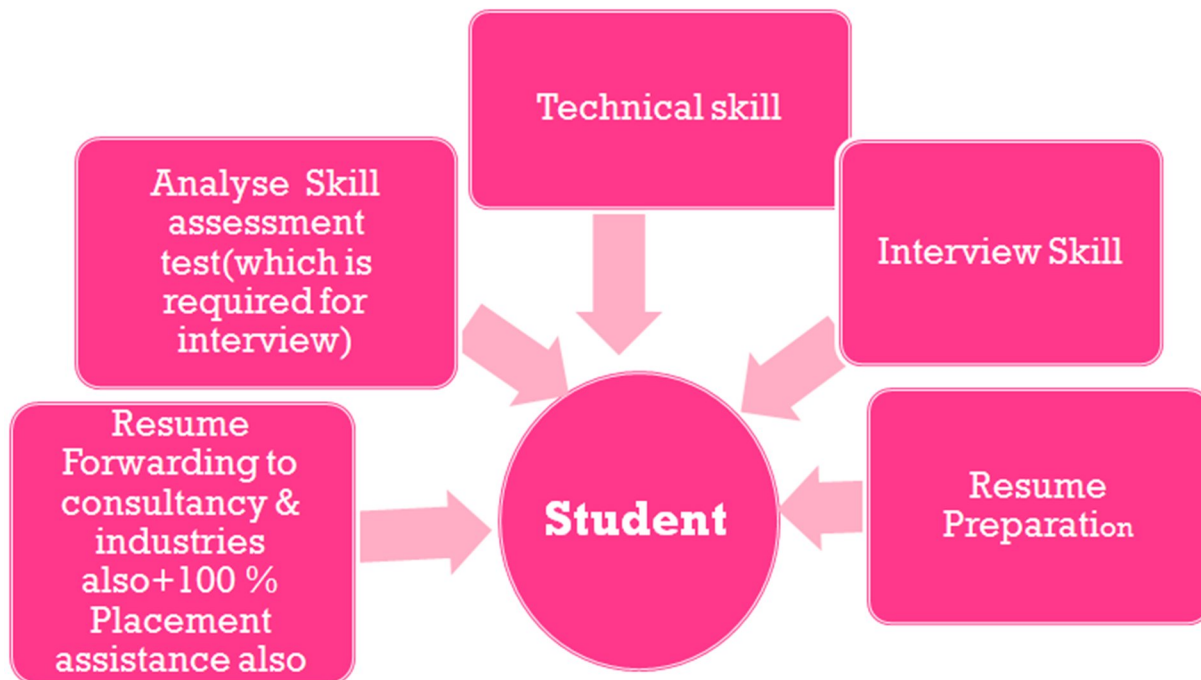 Technical skill
Analyse Skill
assessment
test(which is
required for
interview)
Interview Skill
Resume
Forwarding to
consultancy &
industries
also+100 %
Placement
assistance also
Student
Resume
Preparation